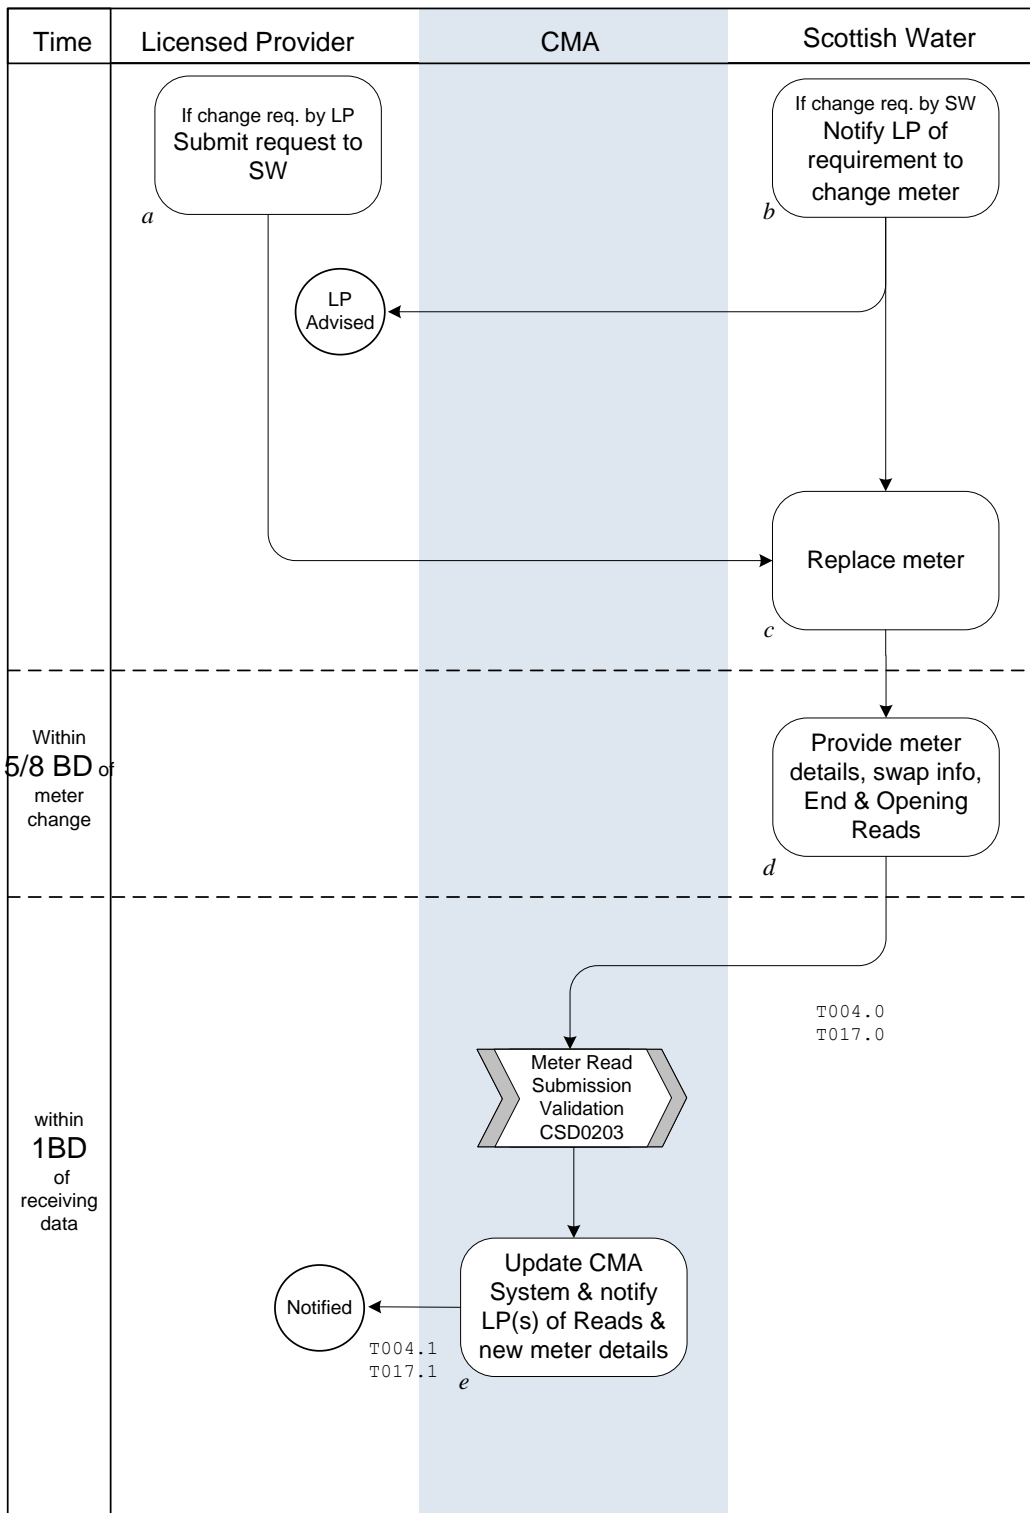 Time
Licensed Provider
CMA
Scottish Water
If change req. by LP
Submit request to
SW
a
If change req. by SW
Notify LP of
requirement to
change meter
b
LP
Advised
Replace meter
c
Within
5/8 BD of
meter
change
Provide meter
details, swap info,
End & Opening
Reads
d
T004.0
T017.0
within
1BD
of
receiving
data
Meter Read
Submission
Validation
CSD0203
Update CMA
System & notify
LP(s) of Reads &
new meter details
e
Notified
T004.1
T017.1